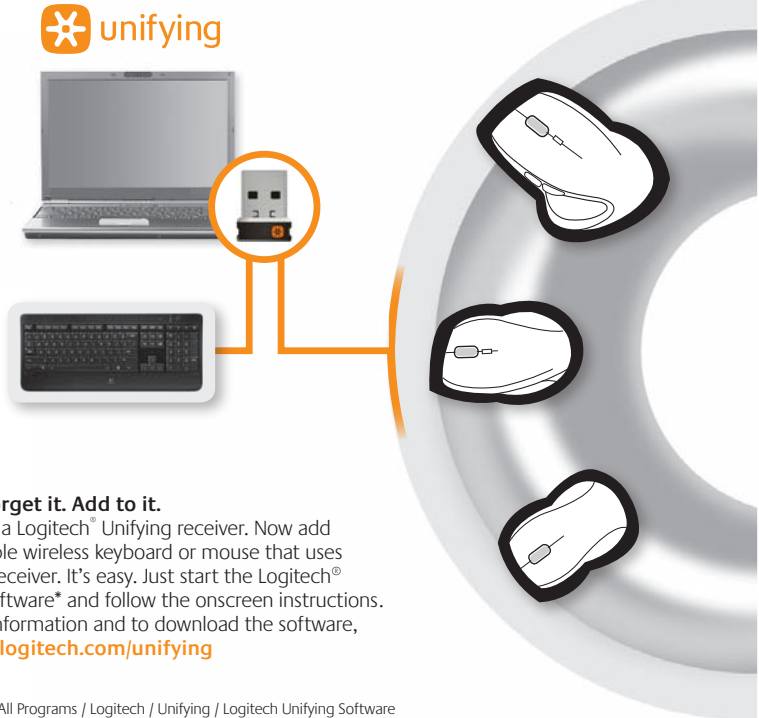 unifying
rget it. Add to it.
a Logitech® Unifying receiver. Now add
ole wireless keyboard or mouse that uses
eceiver. It's easy. Just start the Logitech®
ftware* and follow the onscreen instructions.
nformation and to download the software,
logitech.com/unifying
All Programs / Logitech / Unifying / Logitech Unifying Software